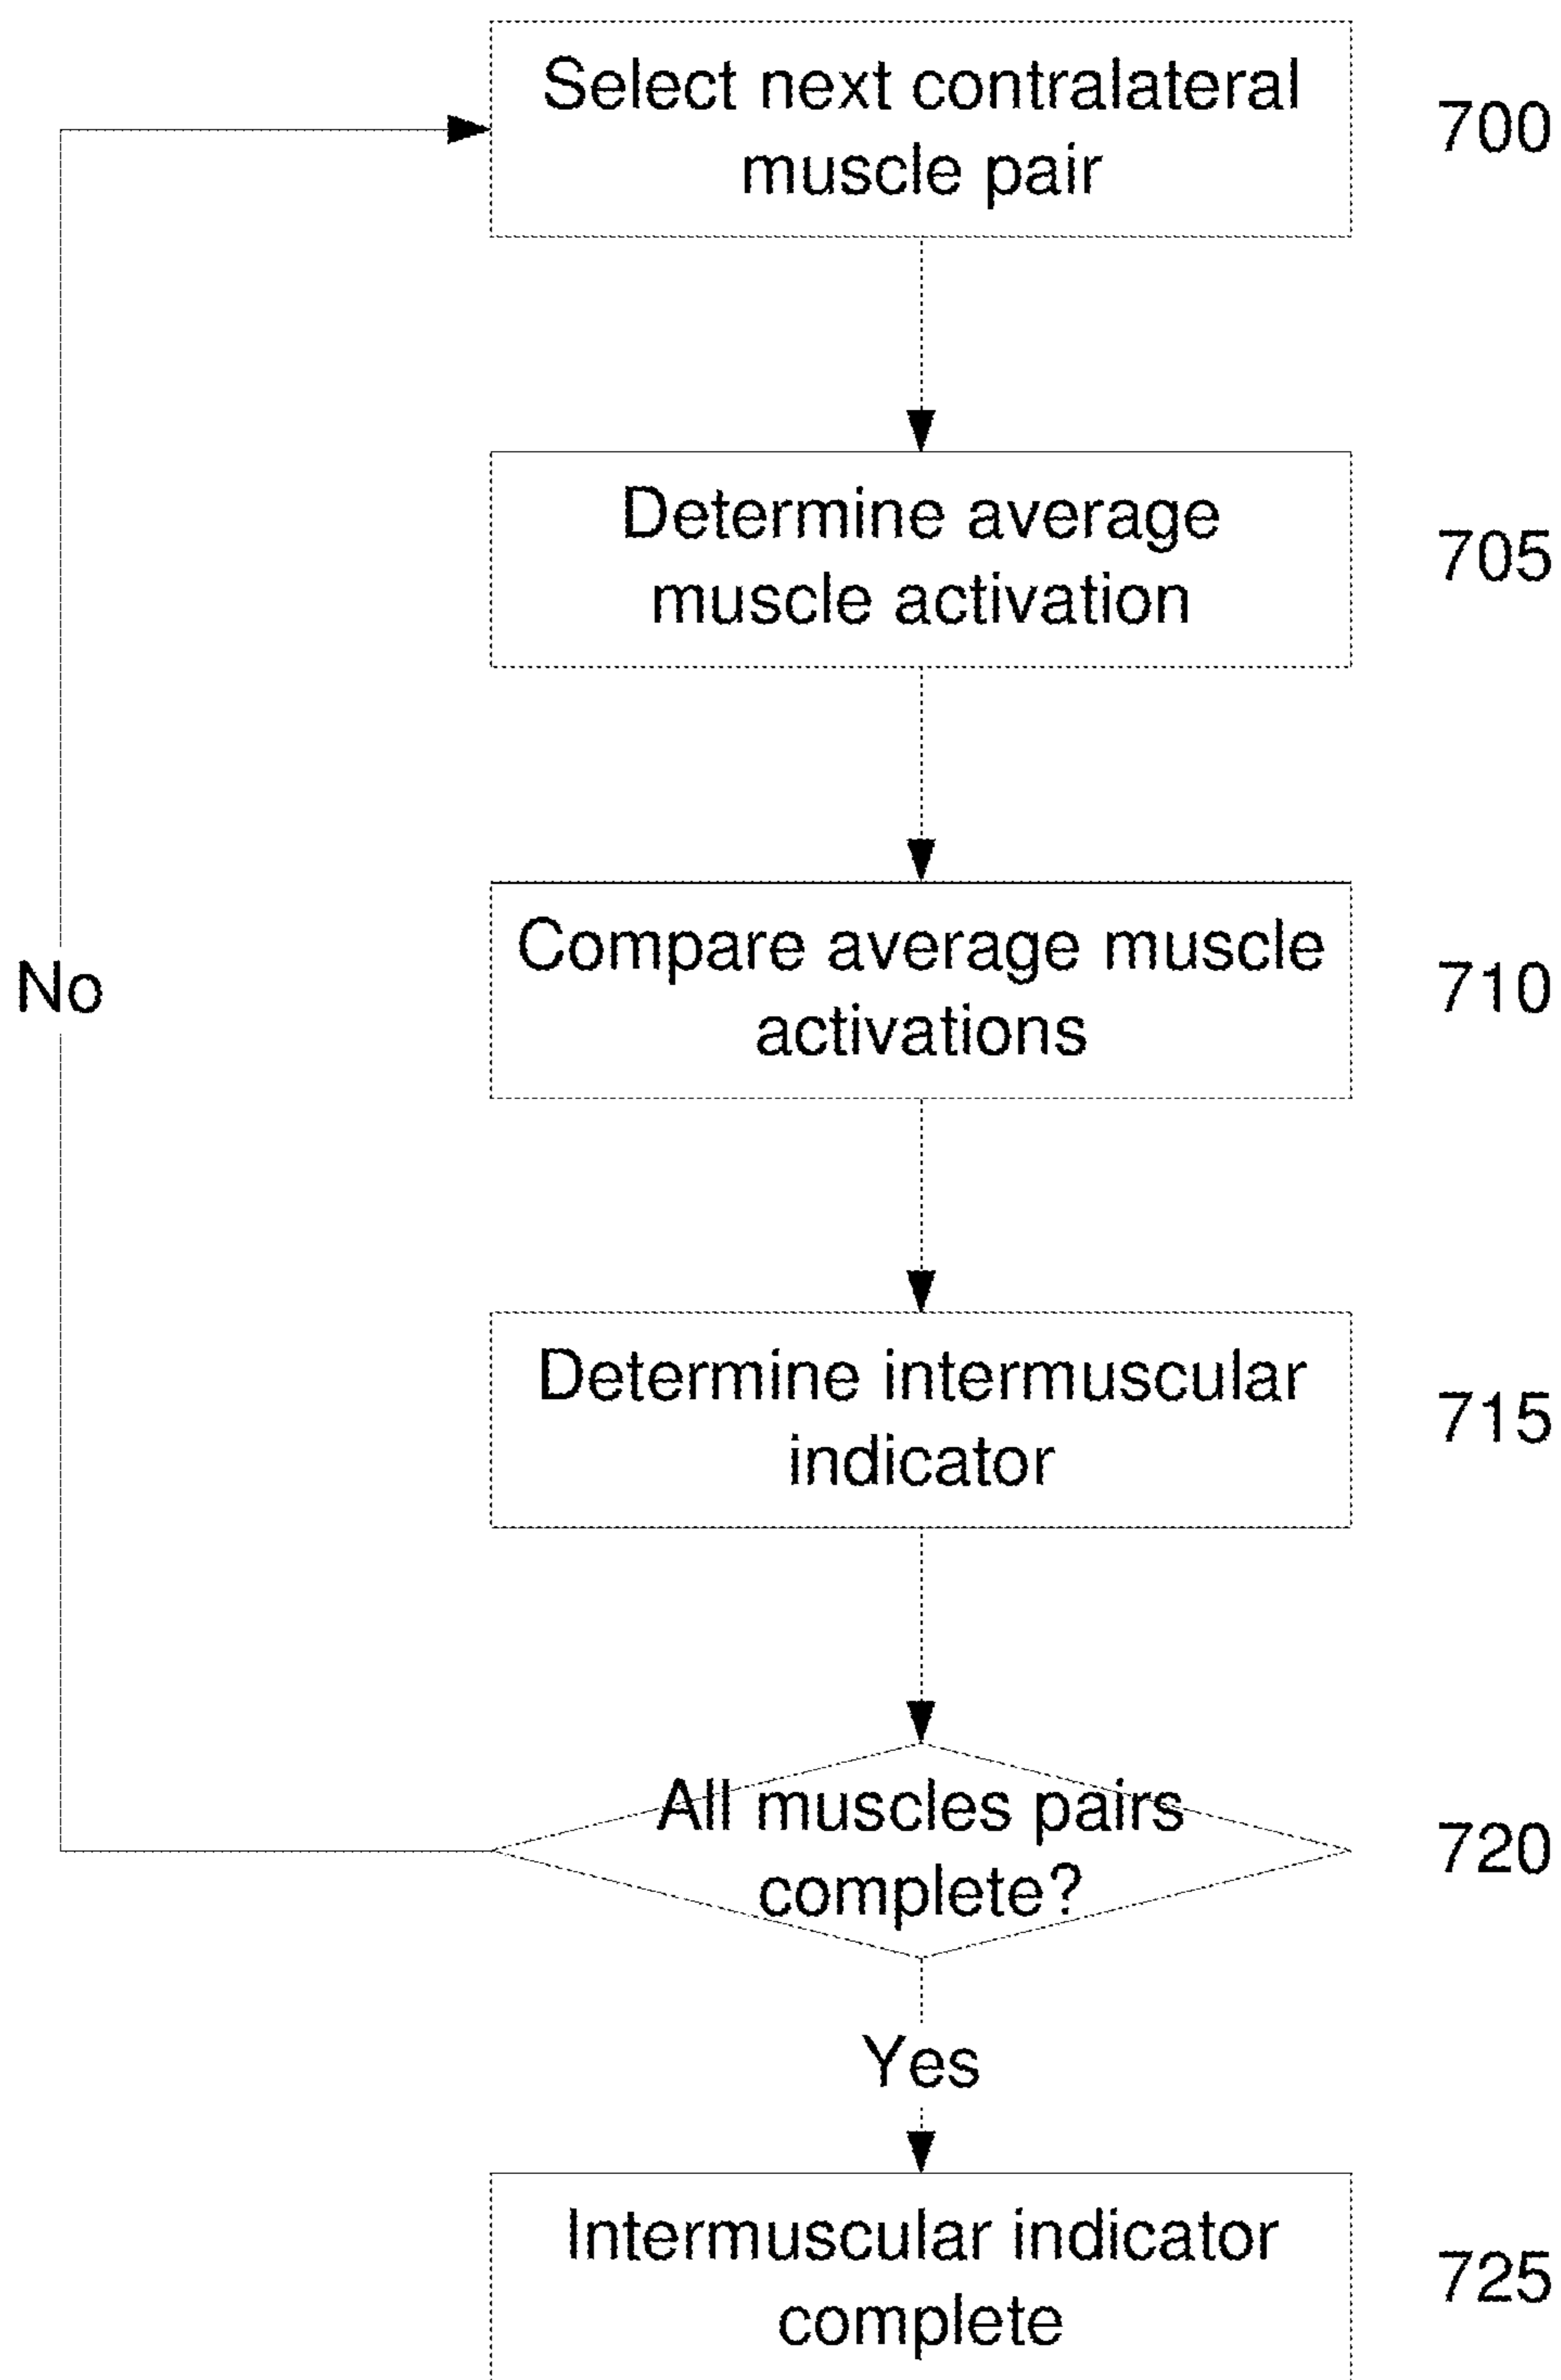 Select next contralateral
muscle pair
700
Determine average
muscle activation
705
Compare average muscle
activations
710
No
Determine intermuscular
indicator
715
All muscles pairs
complete?
720
Yes
Intermuscular indicator
complete
725